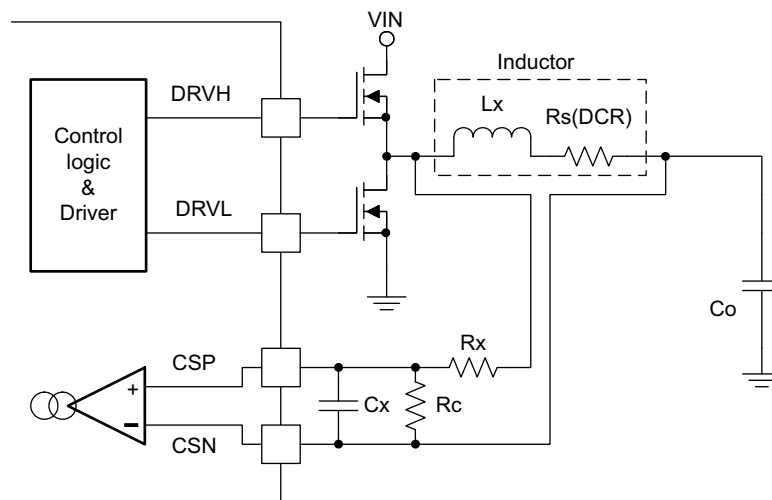 VIN
Inductor
DRVH
Lx
Rs(DCR)
Control
logic
&
Driver
DRVL
Co
Rx
CSP
+
Cx
Rc
-
CSN